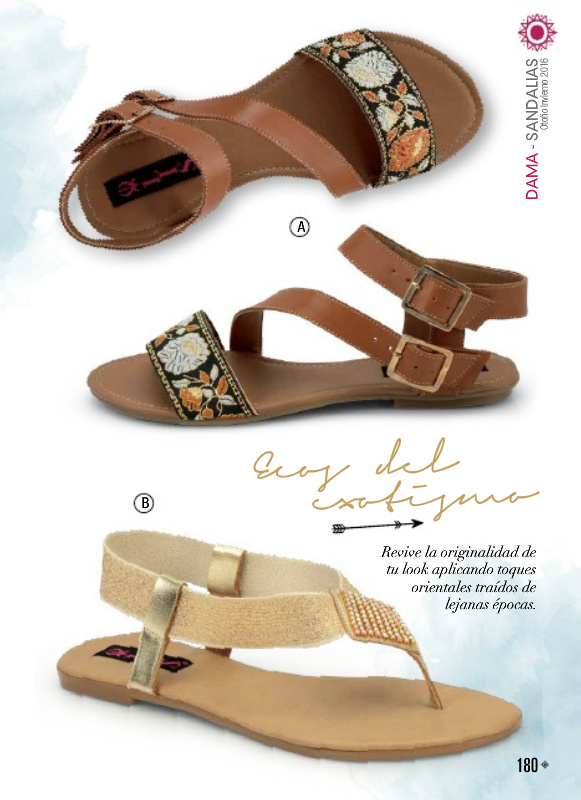 DAMA - SANDALIAS
Otoño Invierno 2016
A
Ecos del
exotismo
B
Revive la originalidad de
tu look aplicando toques
orientales traídos de
lejanas épocas.
180